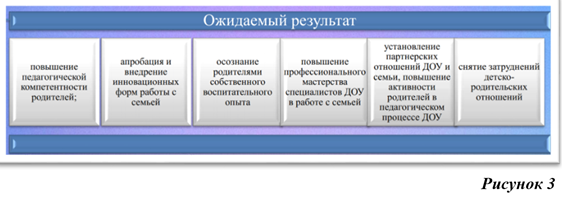 Ожидаемый результат
повышение
педагогической
компетентности
родителей;
апробация и
внедрение
инновационных
форм работы с
семьей
осознание
родителями
собственного
воспитательного
опыта
повышение
профессионального
мастерства
специалистов ДОУ
в работе с семьей
установление
партнерских
отношений ДОУ и
семьи, повышение
активности
родителей в
педагогическом
процессе ДОУ
снятие затруднений
детско-
родительских
отношений
Рисунок 3